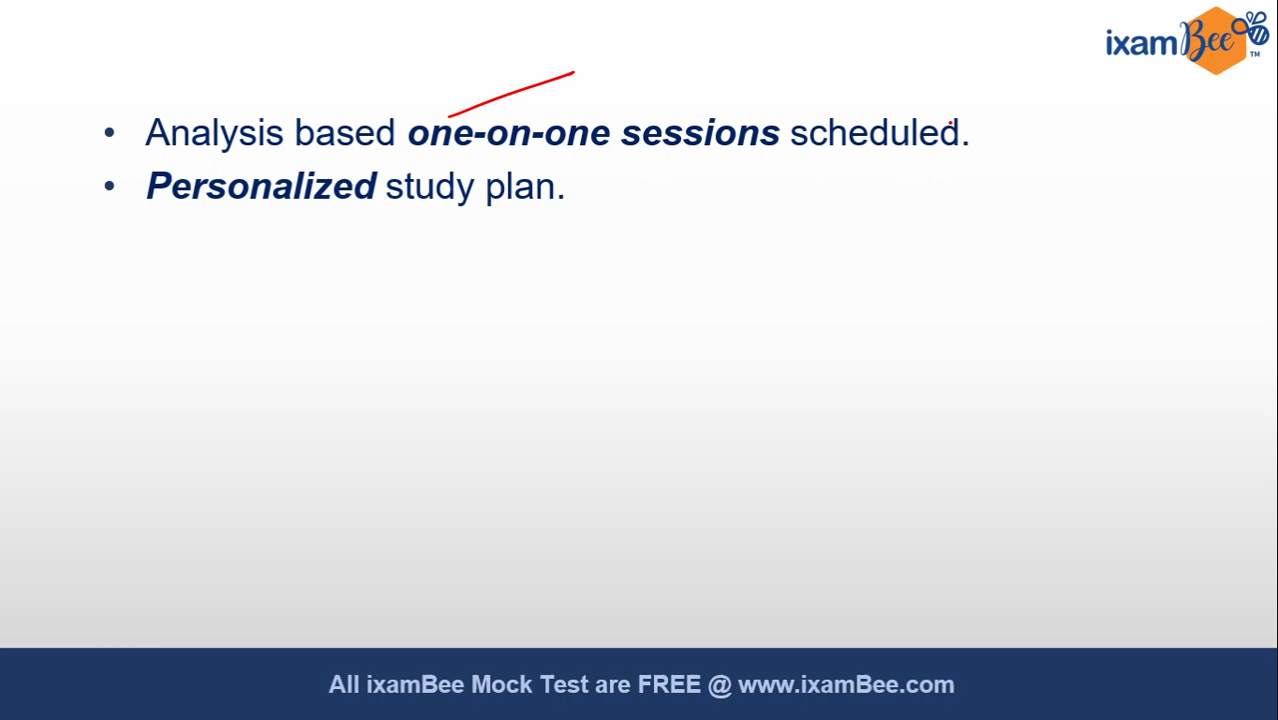 ixamBee™
• Analysis based one-on-one sessions scheduled.
• Personalized study plan.
All ixamBee Mock Test are FREE @ www.ixamBee.com